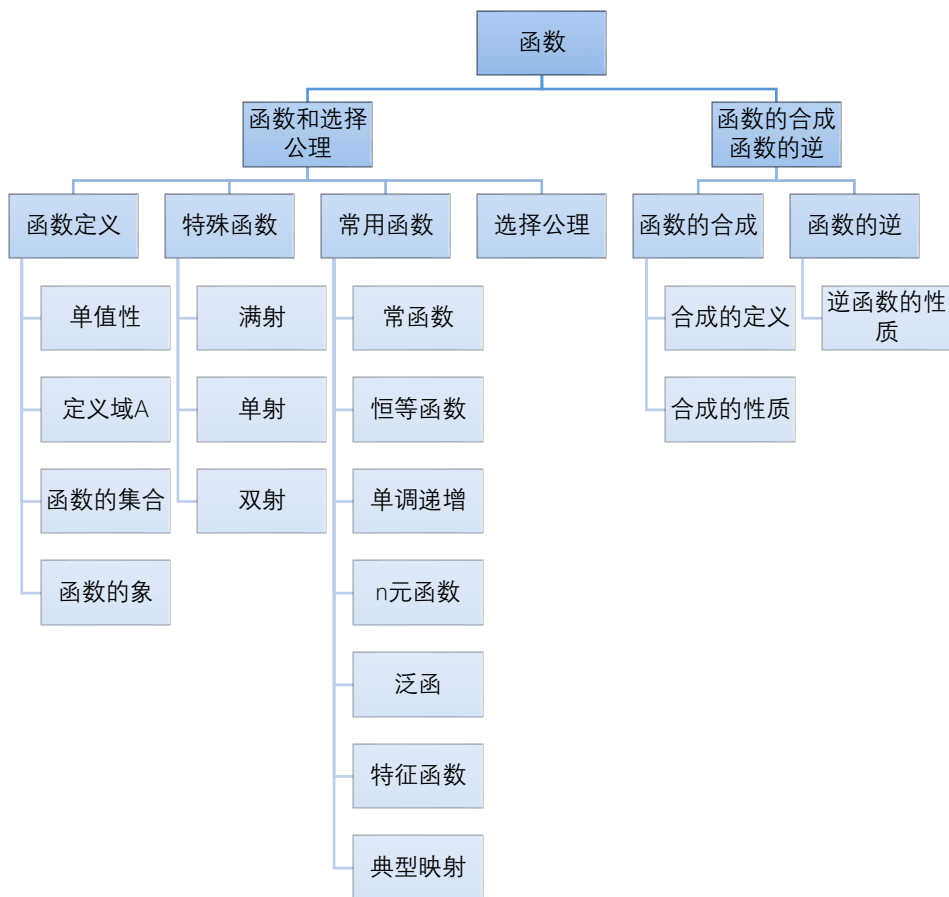 函数
函数和选择
公理
函数的合成
函数的逆
函数定义
特殊函数
常用函数
选择公理
函数的合成
函数的逆
单值性
满射
常函数
合成的定义
逆函数的性
质
定义域A
单射
恒等函数
合成的性质
函数的集合
双射
单调递增
函数的象
n元函数
泛函
特征函数
典型映射